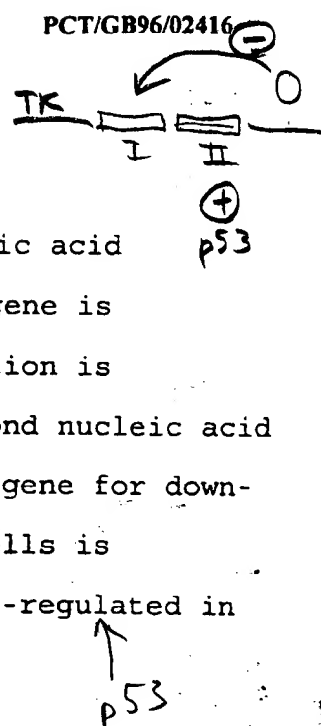 PCT/GB96/02416
−
TK
I II
+
p53
ic acid
rene is
ion is
ond nucleic acid
gene for down-
lls is
-regulated in
p53